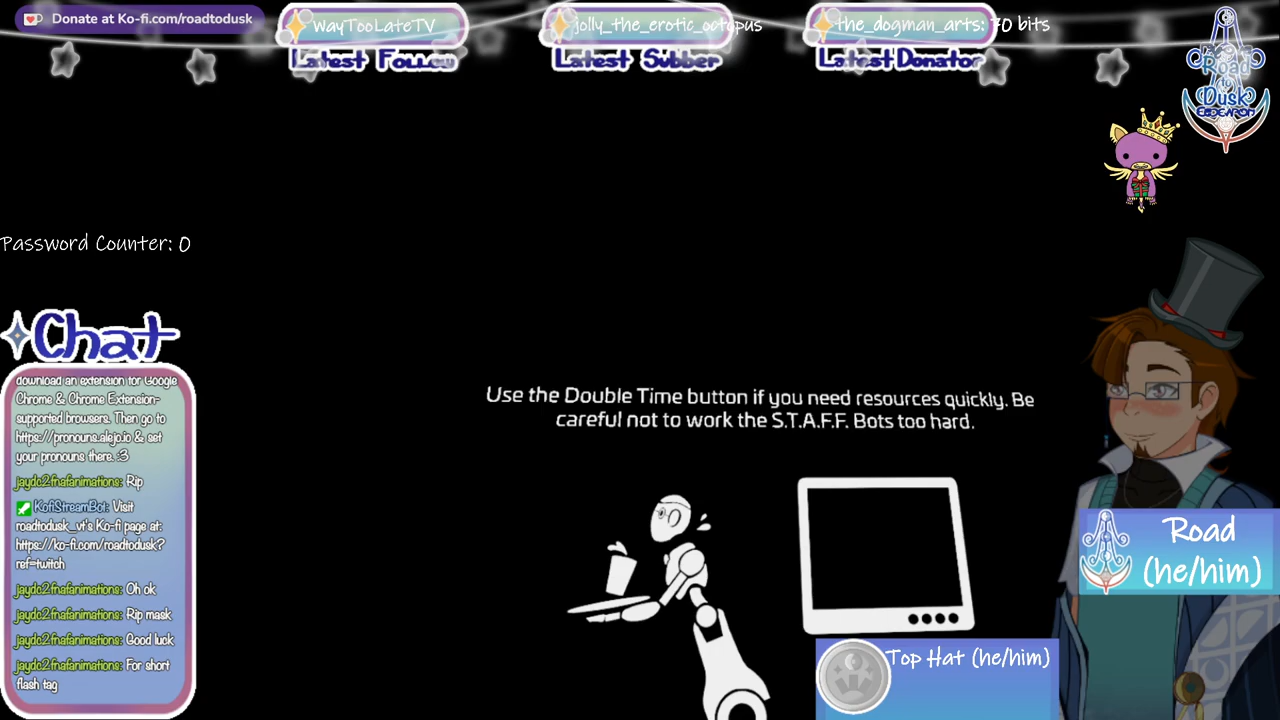 Donate at Ko-fi.com/roadtodusk
wayTooLateTV
Latest Follow
jolly_the_erotic_octopus
Latest Subber
the_dogman_arts: 70 bits
Latest Donator
Road
to
Dusk
Password Counter: 0
Chat
download an extension for Google
Chrome & Chrome Extension-
supported browsers. Then go to
https://pronouns.alejo.io & set
your pronouns there. :3
jaydc2fnafanimations: Rip
KofiStreamBot: Visit
roadtodusk_vt's Ko-fi page at:
https://ko-fi.com/roadtodusk?
ref=twitch
jaydc2fnafanimations: Oh ok
jaydc2fnafanimations: Rip mask
jaydc2fnafanimations: Good luck
jaydc2fnafanimations: For short
flash tag
Use the Double Time button if you need resources quickly. Be
careful not to work the S.T.A.F.F. Bots too hard.
Road
(he/him)
Top Hat (he/him)